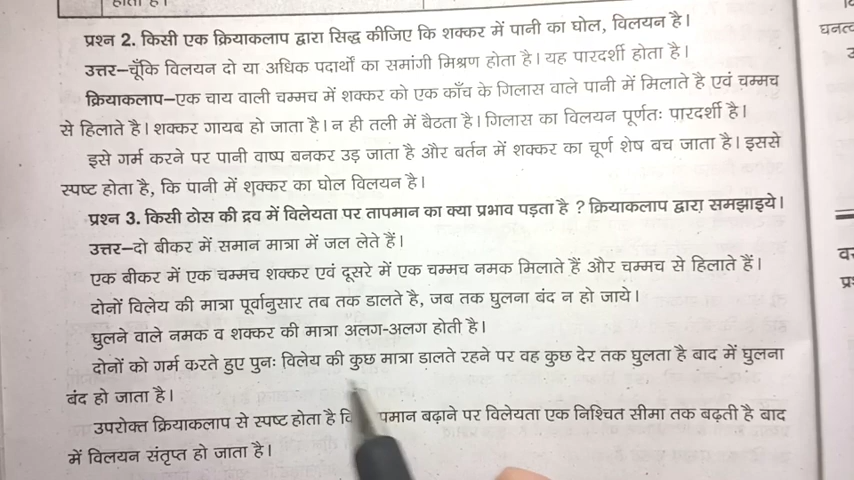 होता है।
प्रश्न 2. किसी एक क्रियाकलाप द्वारा सिद्ध कीजिए कि शक्कर में पानी का घोल, विलयन है।
उत्तर–चूँकि विलयन दो या अधिक पदार्थों का समांगी मिश्रण होता है। यह पारदर्शी होता है।
क्रियाकलाप–एक चाय वाली चम्मच में शक्कर को एक काँच के गिलास वाले पानी में मिलाते है एवं चम्मच
से हिलाते है। शक्कर गायब हो जाता है। न ही तली में बैठता है। गिलास का विलयन पूर्णतः पारदर्शी है।
इसे गर्म करने पर पानी वाष्प बनकर उड़ जाता है और बर्तन में शक्कर का चूर्ण शेष बच जाता है। इससे
स्पष्ट होता है, कि पानी में शक्कर का घोल विलयन है।
प्रश्न 3. किसी ठोस की द्रव में विलेयता पर तापमान का क्या प्रभाव पड़ता है ? क्रियाकलाप द्वारा समझाइये।
उत्तर–दो बीकर में समान मात्रा में जल लेते हैं।
एक बीकर में एक चम्मच शक्कर एवं दूसरे में एक चम्मच नमक मिलाते हैं और चम्मच से हिलाते हैं।
दोनों विलेय की मात्रा पूर्वानुसार तब तक डालते है, जब तक घुलना बंद न हो जाये।
घुलने वाले नमक व शक्कर की मात्रा अलग-अलग होती है।
दोनों को गर्म करते हुए पुनः विलेय की कुछ मात्रा डालते रहने पर वह कुछ देर तक घुलता है बाद में घुलना
बंद हो जाता है।
उपरोक्त क्रियाकलाप से स्पष्ट होता है पमान बढ़ाने पर विलेयता एक निश्चित सीमा तक बढ़ती है बाद
में विलयन संतृप्त हो जाता है।
घनत्व